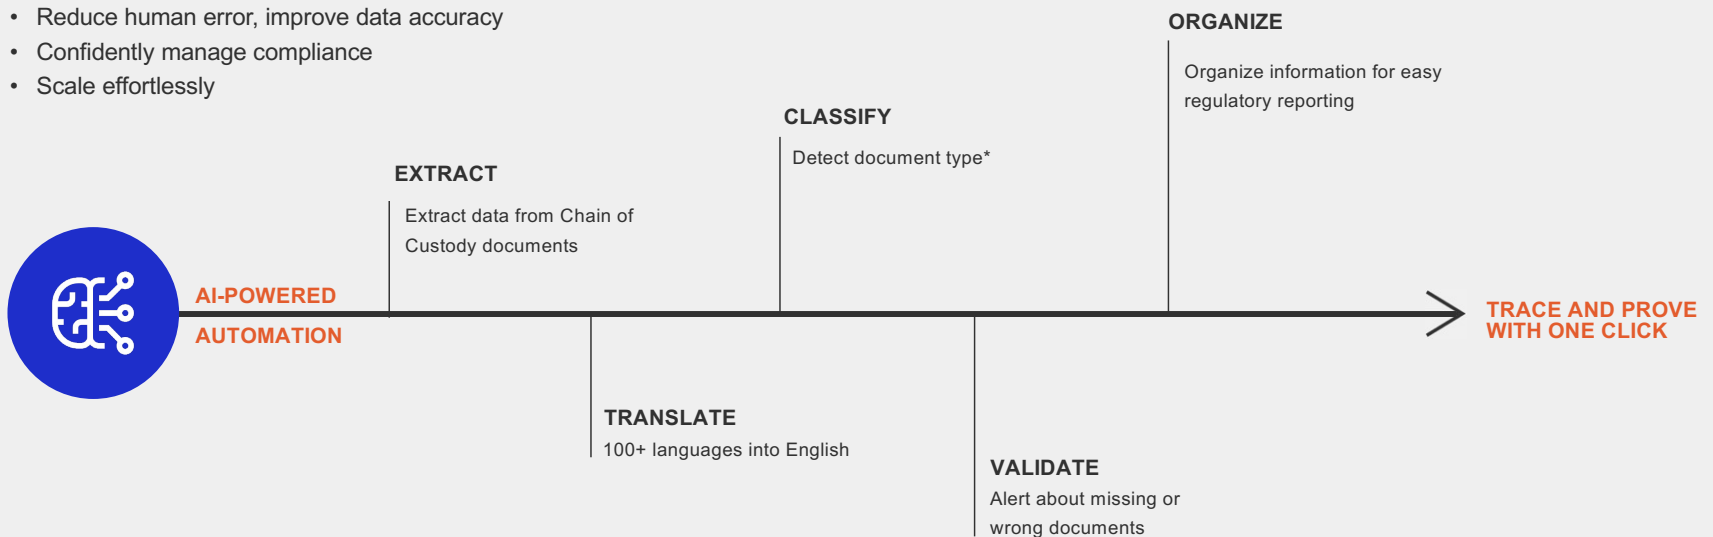 • Reduce human error, improve data accuracy
• Confidently manage compliance
• Scale effortlessly
AI-POWERED
AUTOMATION
EXTRACT
Extract data from Chain of
Custody documents
TRANSLATE
100+ languages into English
CLASSIFY
Detect document type*
VALIDATE
Alert about missing or
wrong documents
ORGANIZE
Organize information for easy
regulatory reporting
TRACE AND PROVE
WITH ONE CLICK